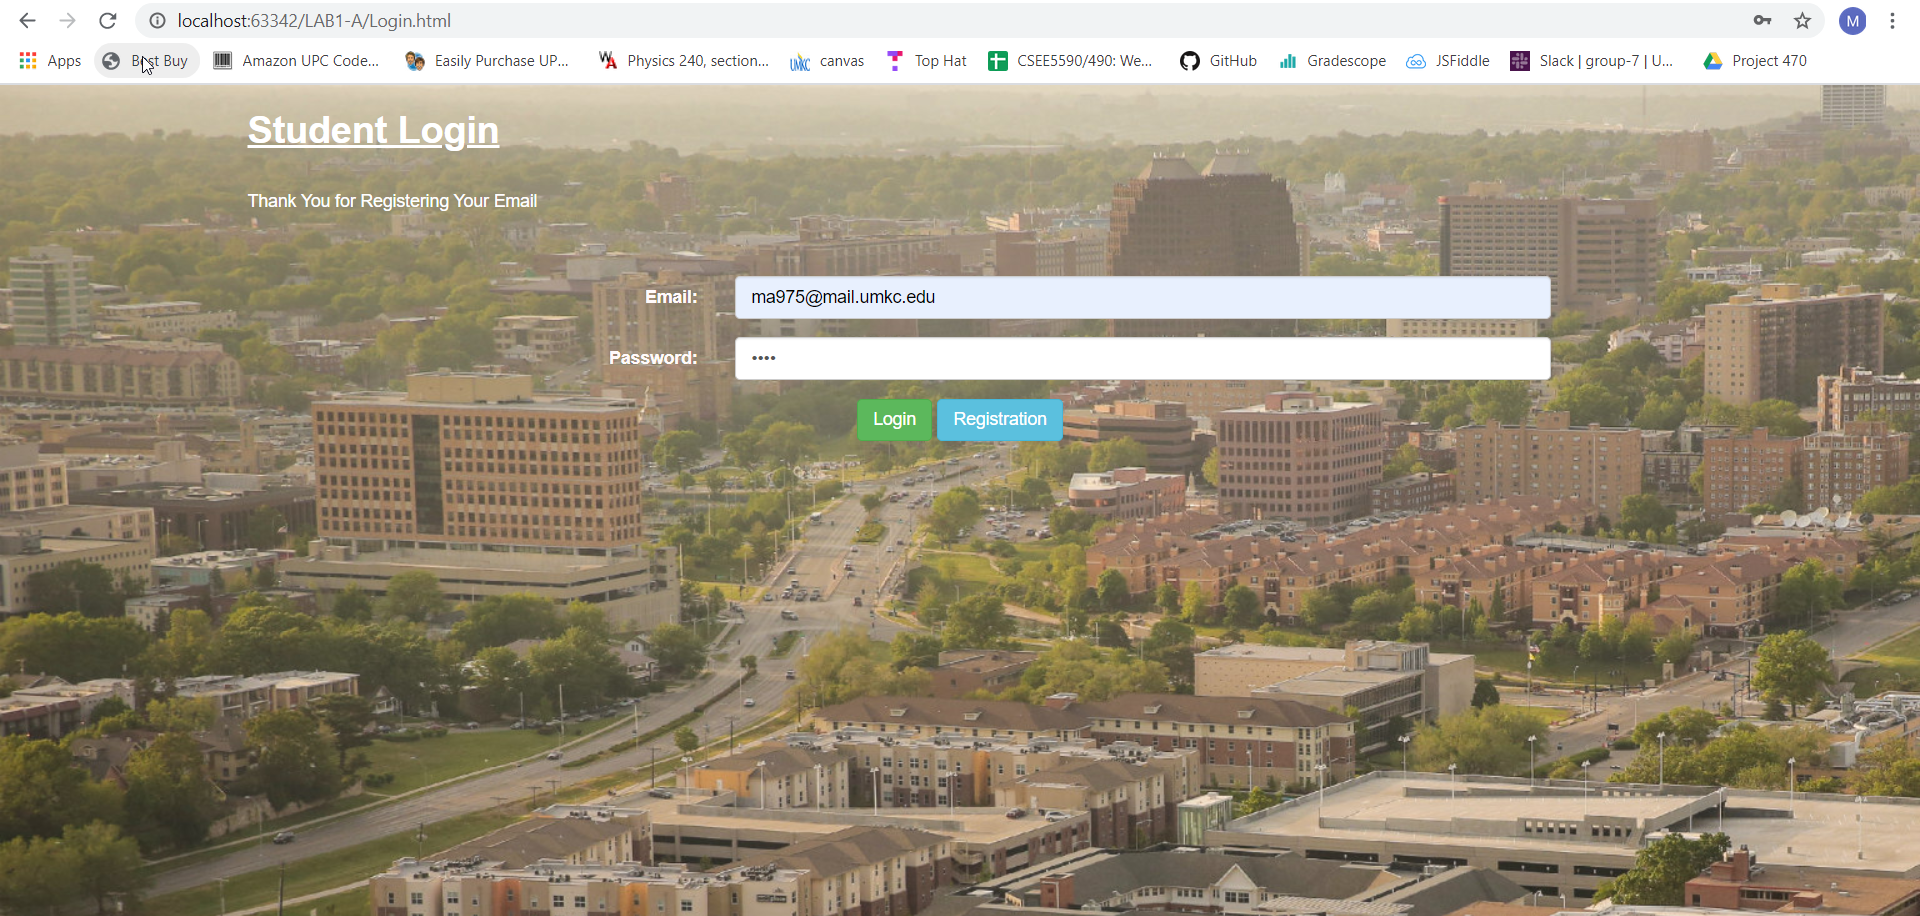 localhost:63342/LAB1-A/Login.html
M
Apps Best Buy Amazon UPC Code... Easily Purchase UP... Physics 240, section... UMKC canvas Top Hat CSEE5590/490: We... GitHub Gradescope JSFiddle Slack | group-7 | U... Project 470
Student Login
Thank You for Registering Your Email
Email: ma975@mail.umkc.edu
Password: ••••
Login Registration